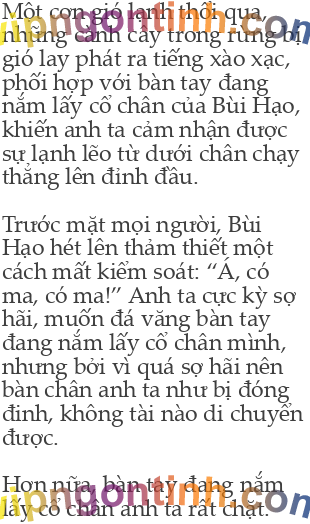 Một cơn gió lạnh thổi qua,
những cành cây trong rừng bị
gió lay phát ra tiếng xào xạc,
phối hợp với bàn tay đang
nắm lấy cổ chân của Bùi Hạo,
khiến anh ta cảm nhận được
sự lạnh lẽo từ dưới chân chạy
thẳng lên đỉnh đầu.
Trước mặt mọi người, Bùi
Hạo hét lên thảm thiết một
cách mất kiểm soát: “Á, có
ma, có ma!” Anh ta cực kỳ sợ
hãi, muốn đá văng bàn tay
đang nắm lấy cổ chân mình,
nhưng bởi vì quá sợ hãi nên
bàn chân anh ta như bị đóng
đinh, không tài nào di chuyển
được.
Hơn nữa, bàn tay đang nắm
lấy cổ chân anh ta rất chặt.